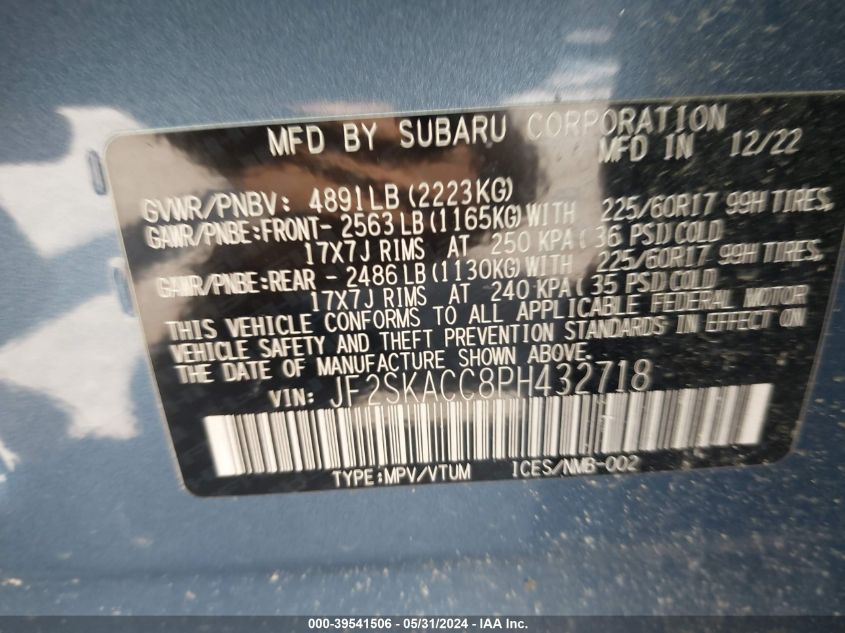 MFD BY SUBARU CORPORATION
MFD IN 12/22
GVWR/PNBV: 4891LB (2223KG)
GAWR/PNBE:FRONT- 2563LB (1165KG) WITH 225/60R17 99H TIRES,
17X7J RIMS AT 250 KPA ( 36 PSI) COLD
GAWR/PNBE:REAR - 2486LB (1130KG) WITH 225/60R17 99H TIRES,
17X7J RIMS AT 240 KPA ( 35 PSI) COLD
THIS VEHICLE CONFORMS TO ALL APPLICABLE FEDERAL MOTOR
VEHICLE SAFETY AND THEFT PREVENTION STANDARDS IN EFFECT ON
THE DATE OF MANUFACTURE SHOWN ABOVE.
VIN: JF2SKACC8PH432718
TYPE:MPV/VTUM ICES/NMB-002
000-39541506 - 05/31/2024 - IAA Inc.